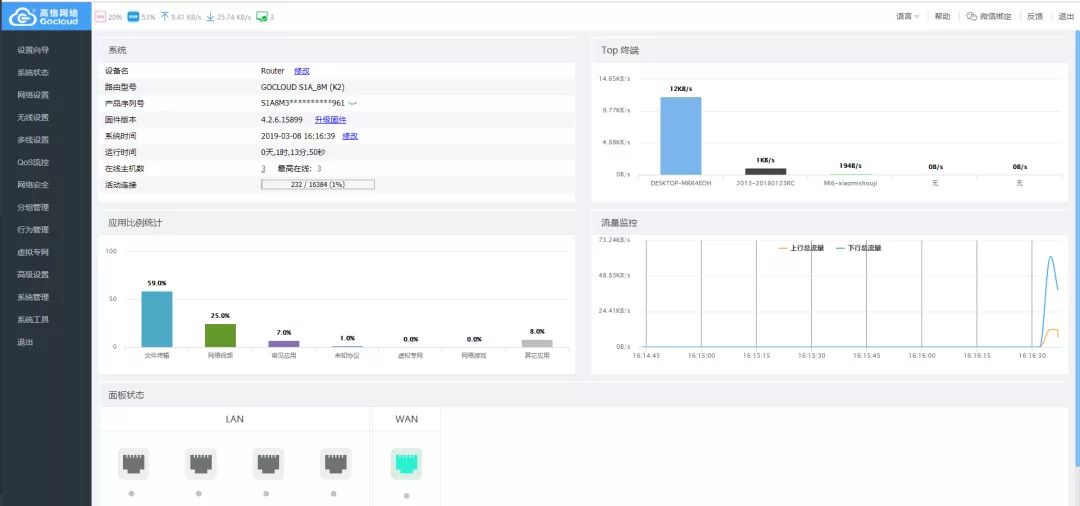 高恪网络
Gocloud
CPU 20% 53% 9.41 KB/s 25.74 KB/s 3
语言 帮助 微信绑定 反馈 退出
设置向导
系统状态
网络设置
无线设置
多线设置
QoS流控
网络安全
分组管理
行为管理
虚拟专网
高级设置
系统管理
系统工具
退出
系统
设备名 Router 修改
路由型号 GOCLOUD S1A_8M (K2)
产品序列号 S1A8M3**********961
固件版本 4.2.6.15899 升级固件
系统时间 2019-03-08 16:16:39 修改
运行时间 0天,1时,13分,50秒
在线主机数 3 最高在线: 3
活动连接 232 / 16384 (1%)
Top 终端
14.65KB/s
9.77KB/s
4.88KB/s
0B/s
12KB/s
1KB/s
194B/s
0B/s
0B/s
DESKTOP-MRR4EOH 2015-20180123RC MI6-xiaomishouji 无 无
应用比例统计
100
50
0
59.0%
25.0%
7.0%
1.0%
0.0%
0.0%
8.0%
文件传输 网络视频 常见应用 未知协议 虚拟专网 网络游戏 其它应用
流量监控
上行总流量 下行总流量
73.24KB/s
48.83KB/s
24.41KB/s
0B/s
16:14:45 16:15:00 16:15:15 16:15:30 16:15:45 16:16:00 16:16:15 16:16:30
面板状态
LAN WAN